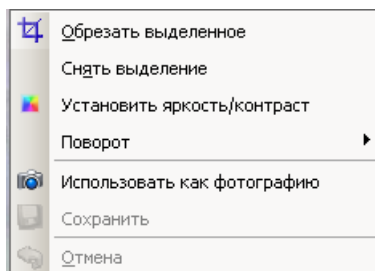 Обрезать выделенное
Снять выделение
Установить яркость/контраст
Поворот
Использовать как фотографию
Сохранить
Отмена